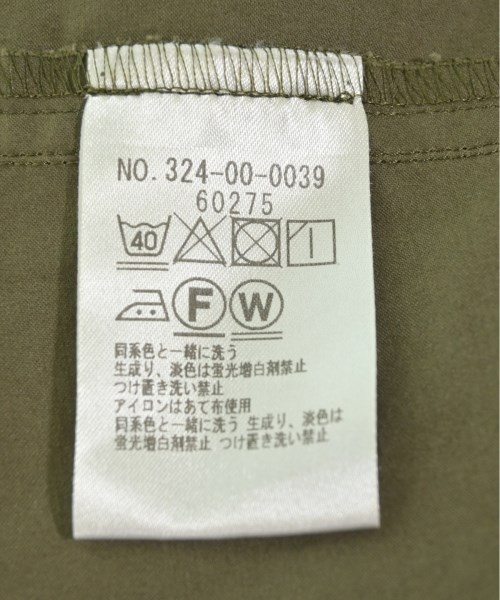 NO. 324-00-0039
60275
40
F W
同系色と一緒に洗う
生成り、淡色は蛍光増白剤禁止
つけ置き洗い禁止
アイロンはあて布使用
同系色と一緒に洗う 生成り、淡色は
蛍光増白剤禁止 つけ置き洗い禁止